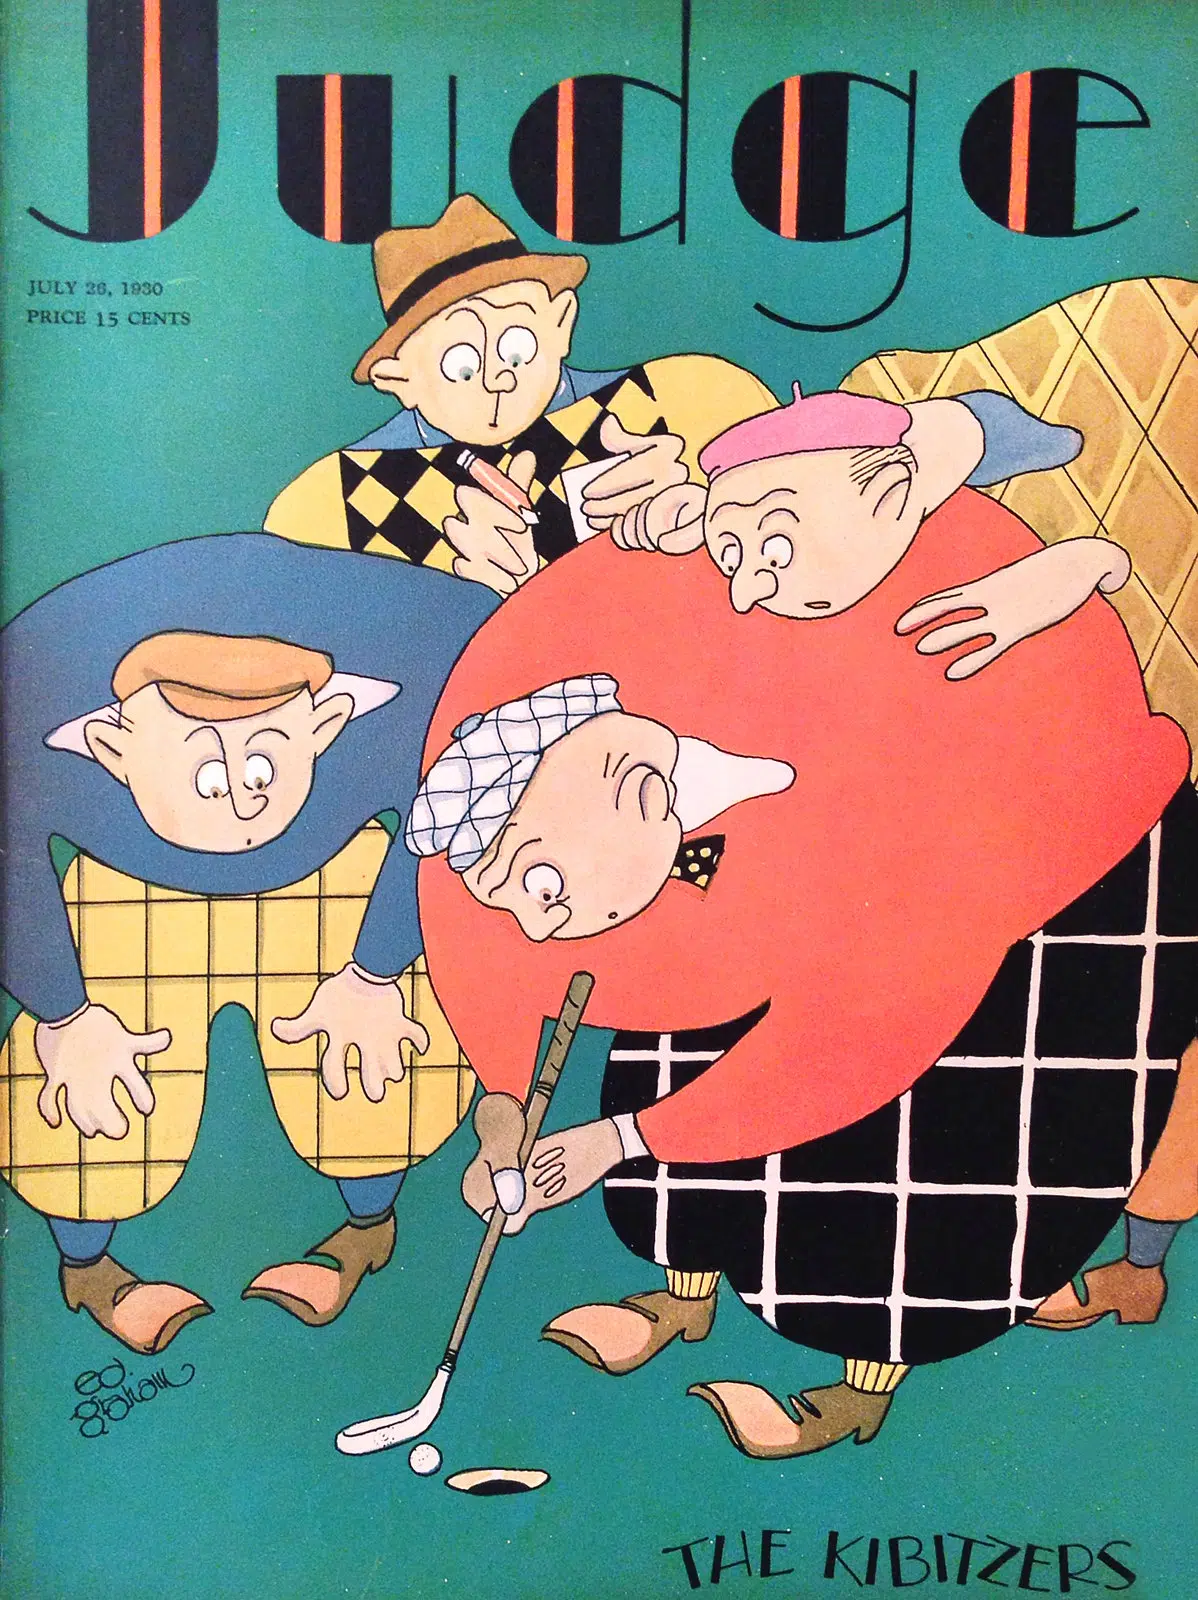 Judge
JULY 26, 1930
PRICE 15 CENTS
ed.
graham
THE KIBITZERS